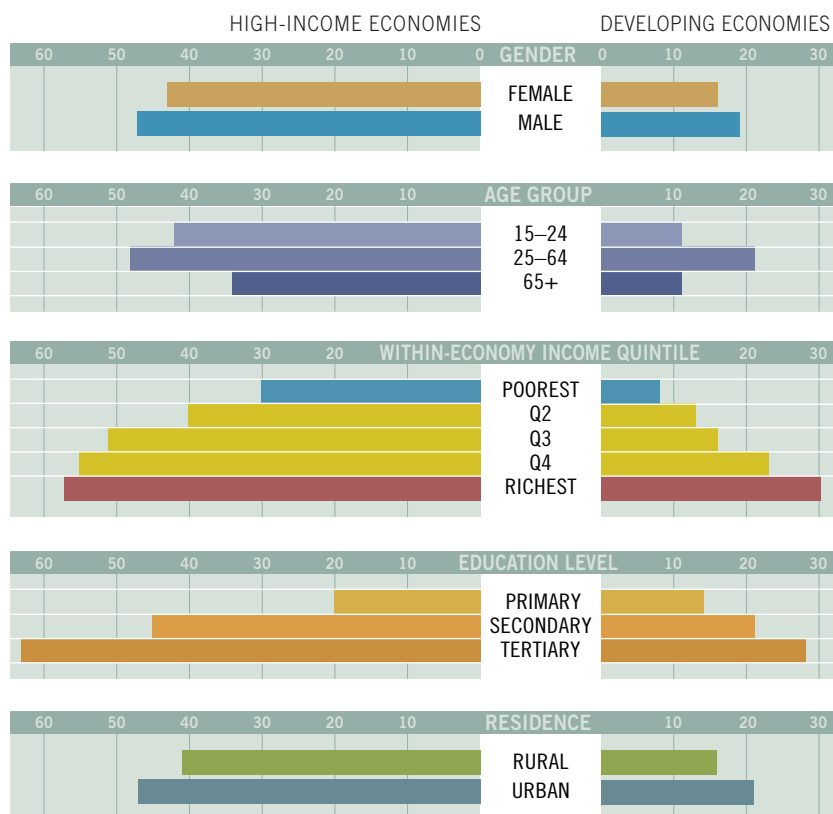 HIGH-INCOME ECONOMIES DEVELOPING ECONOMIES
60 50 40 30 20 10 0 GENDER 0 10 20 30
FEMALE
MALE
60 50 40 30 20 10 AGE GROUP 10 20 30
15–24
25–64
65+
60 50 40 30 20 10 WITHIN-ECONOMY INCOME QUINTILE 20 30
POOREST
Q2
Q3
Q4
RICHEST
60 50 40 30 20 10 EDUCATION LEVEL 10 20 30
PRIMARY
SECONDARY
TERTIARY
60 50 40 30 20 10 RESIDENCE 10 20 30
RURAL
URBAN